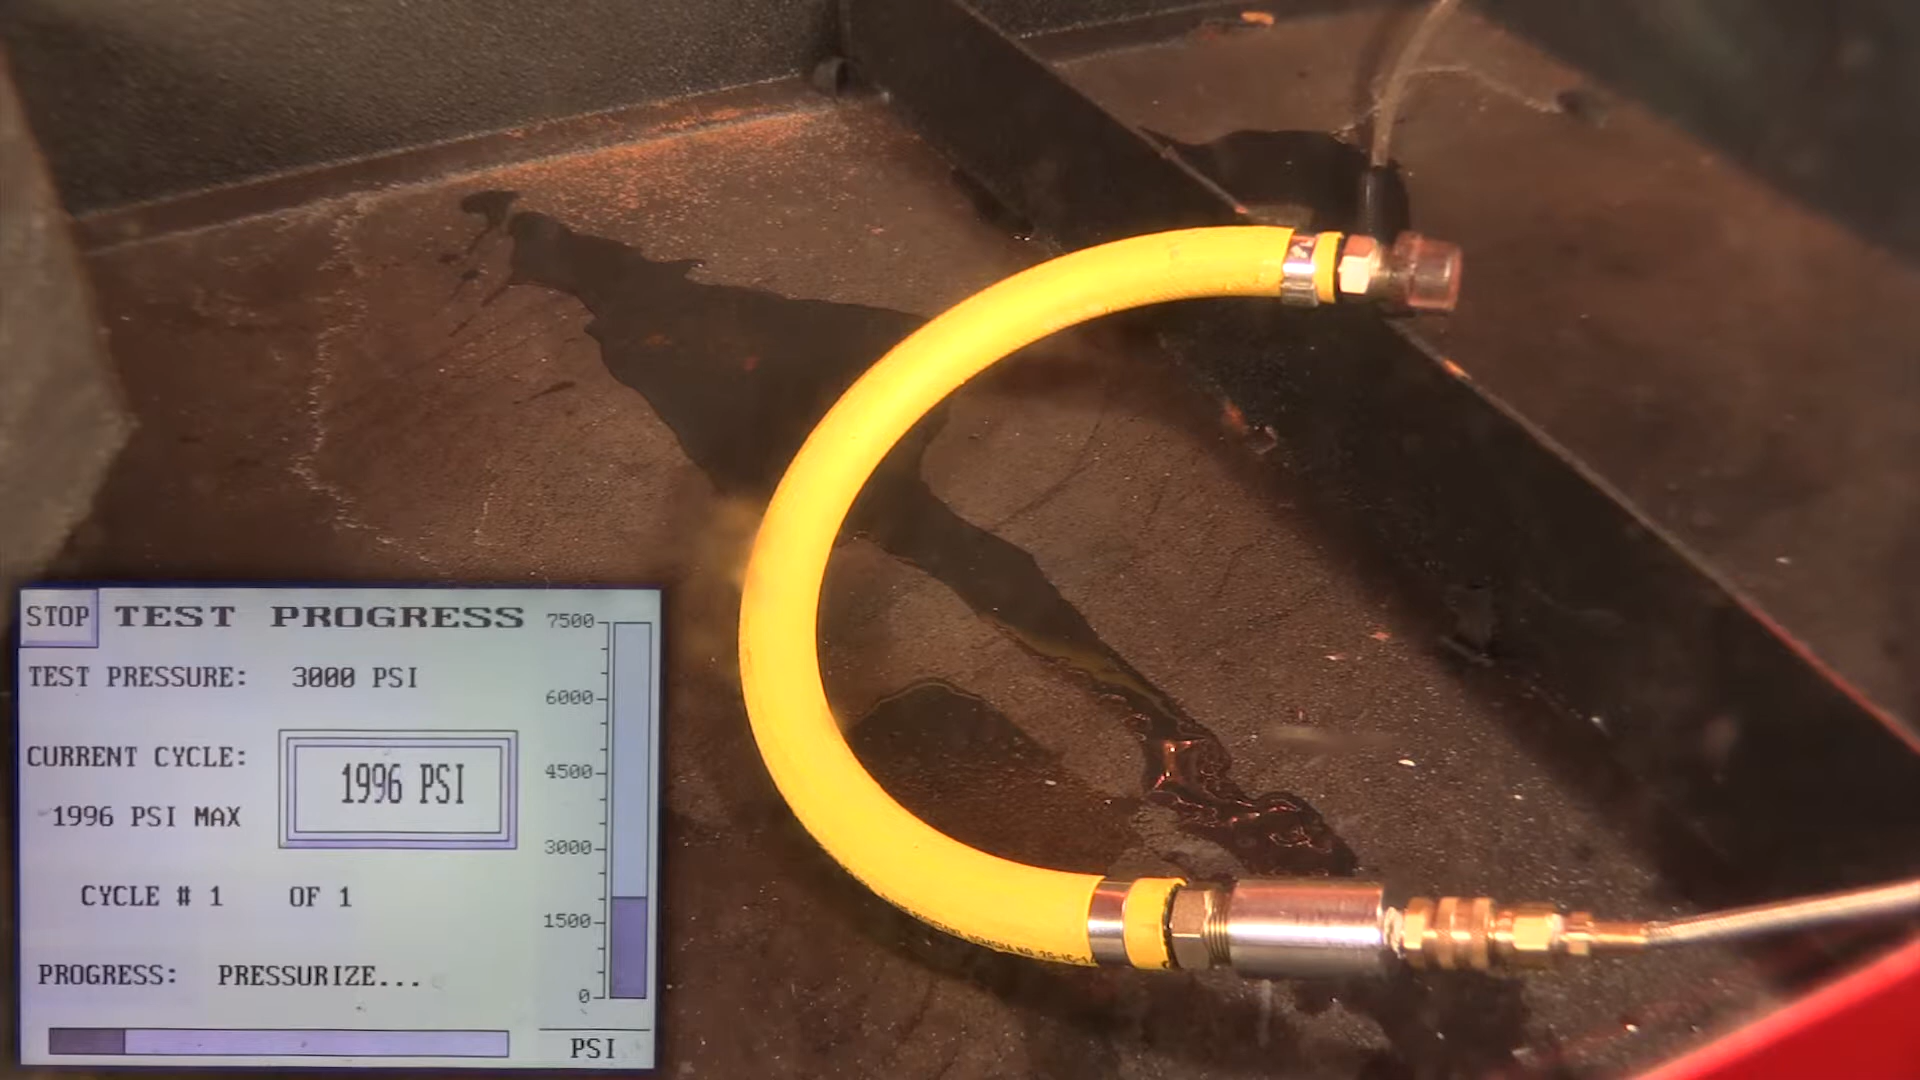 STOP TEST PROGRESS
TEST PRESSURE: 3000 PSI
CURRENT CYCLE:
1996 PSI
1996 PSI MAX
CYCLE # 1 OF 1
PROGRESS: PRESSURIZE...
7500
6000
4500
3000
1500
0
PSI